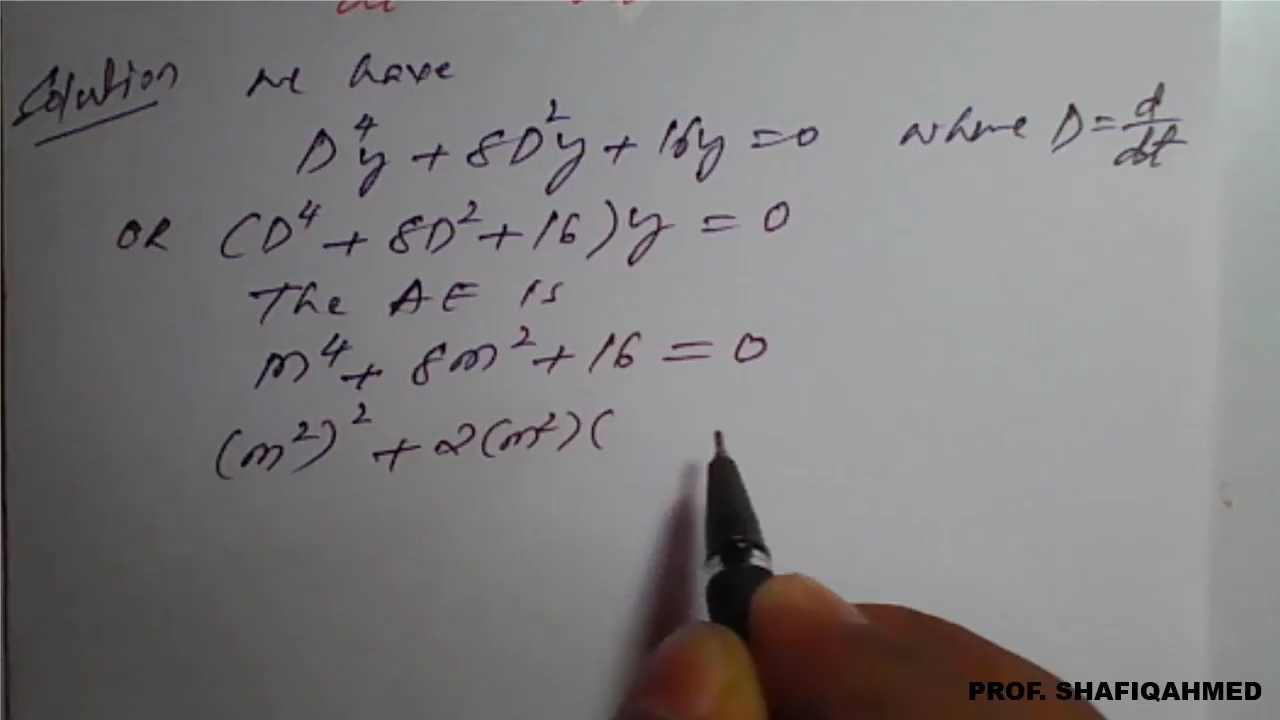 Solution we have
D⁴y + 8D²y + 16y = 0 where D = d/dt
OR (D⁴ + 8D² + 16)y = 0
The AE is
m⁴ + 8m² + 16 = 0
(m²)² + 2(m²)(
PROF. SHAFIQAHMED